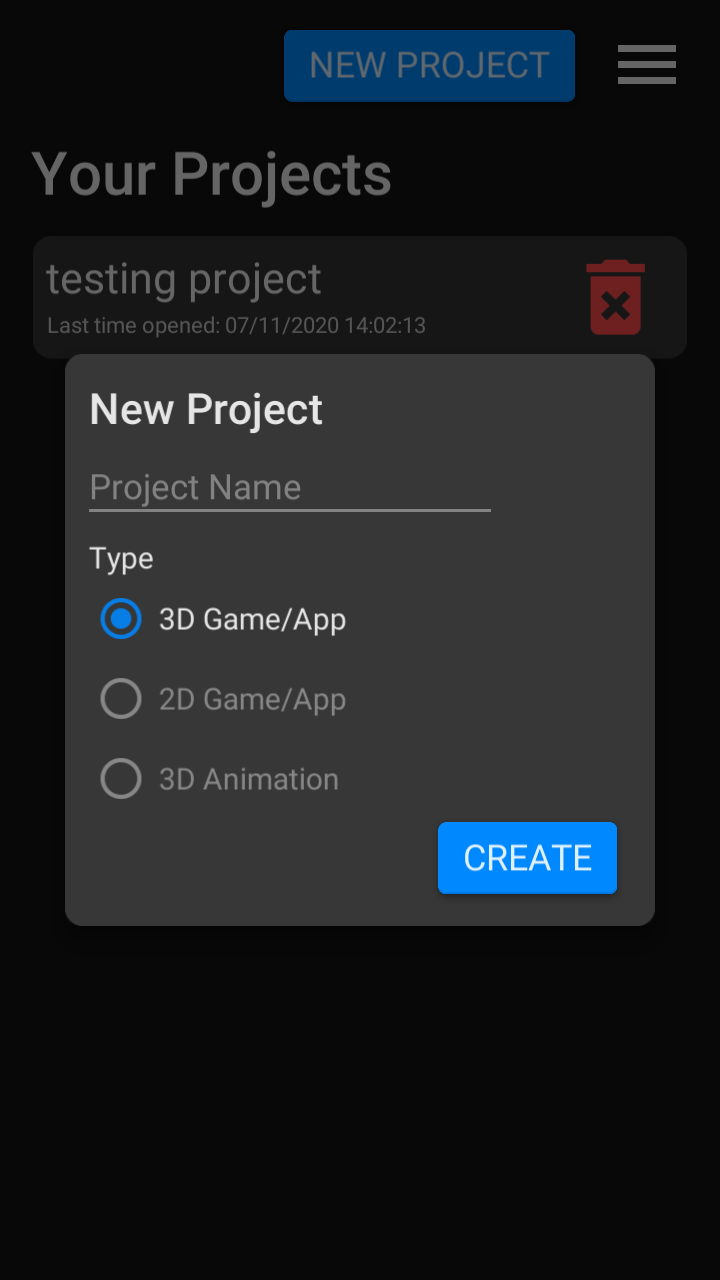 NEW PROJECT
Your Projects
testing project
Last time opened: 07/11/2020 14:02:13
New Project
Project Name
Type
3D Game/App
2D Game/App
3D Animation
CREATE